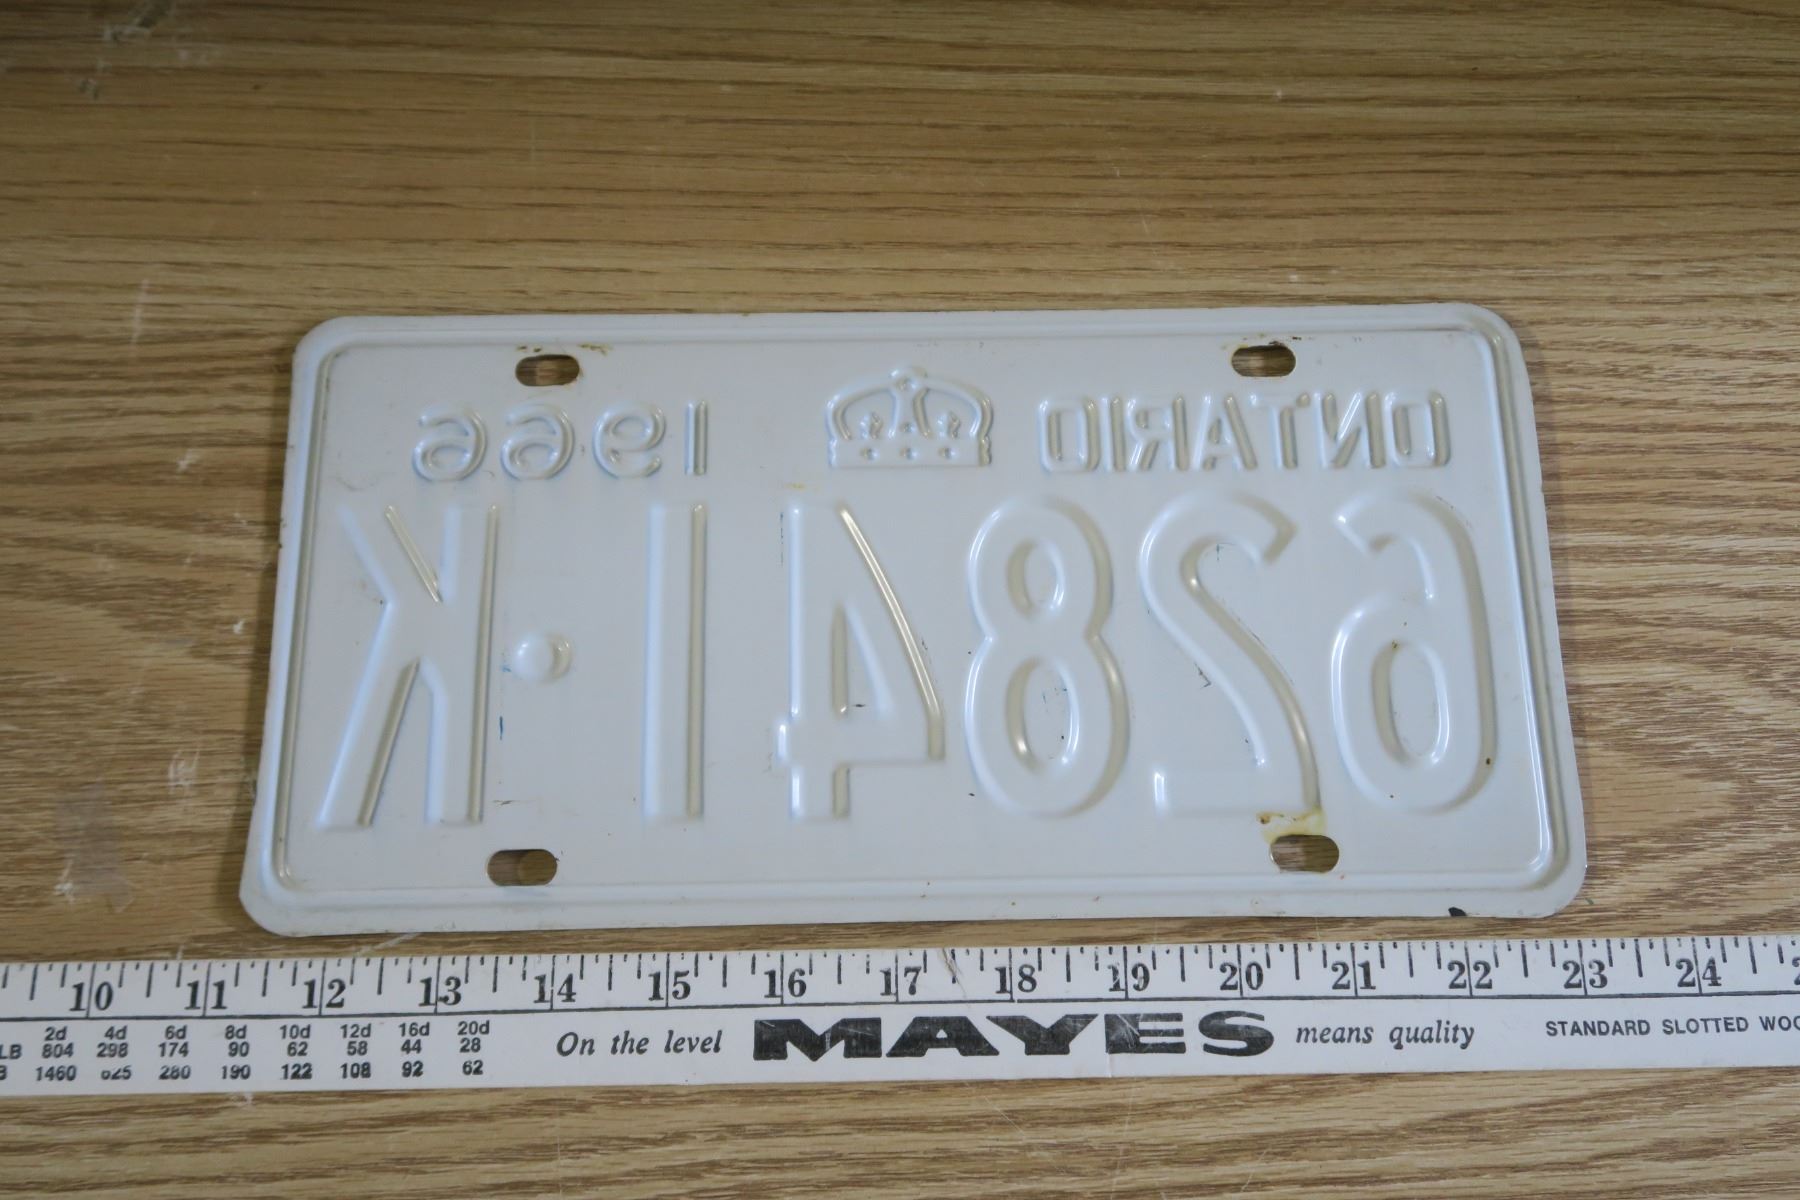 ONTARIO 1966
62841·K
10 11 12 13 14 15 16 17 18 19 20 21 22 23 24
2d 4d 6d 8d 10d 12d 16d 20d
LB 804 298 174 90 62 58 44 28
1460 625 280 190 122 108 92 62
On the level MAYES means quality STANDARD SLOTTED WOO